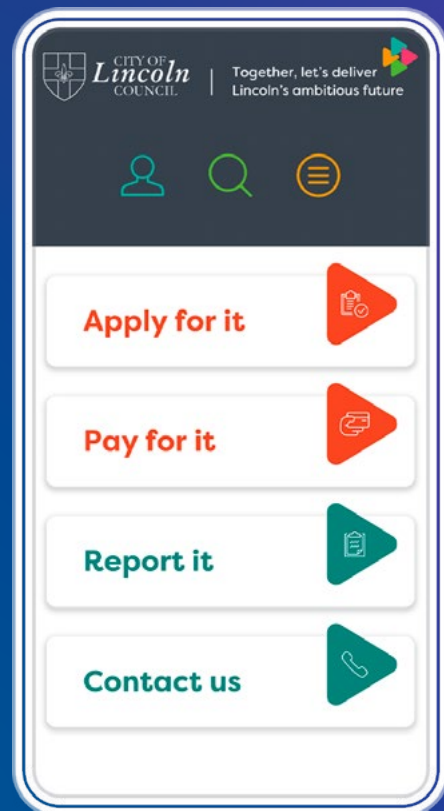 CITY OF
Lincoln
COUNCIL
Together, let's deliver
Lincoln's ambitious future
Apply for it
Pay for it
Report it
Contact us